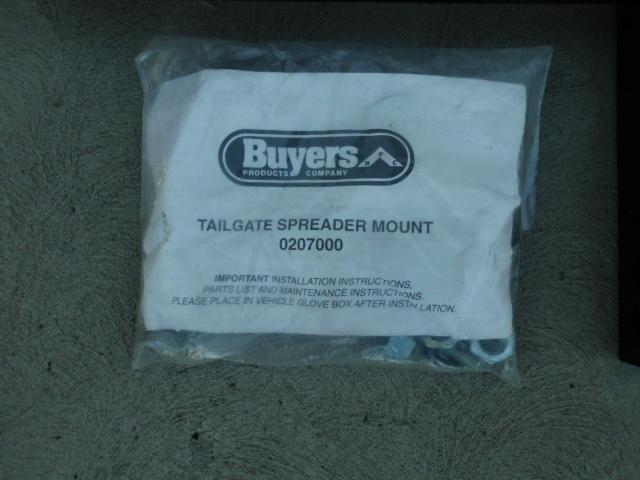 Buyers
BPC
PRODUCTS COMPANY
TAILGATE SPREADER MOUNT
0207000
IMPORTANT INSTALLATION INSTRUCTIONS,
PARTS LIST AND MAINTENANCE INSTRUCTIONS.
PLEASE PLACE IN VEHICLE GLOVE BOX AFTER INSTALLATION.